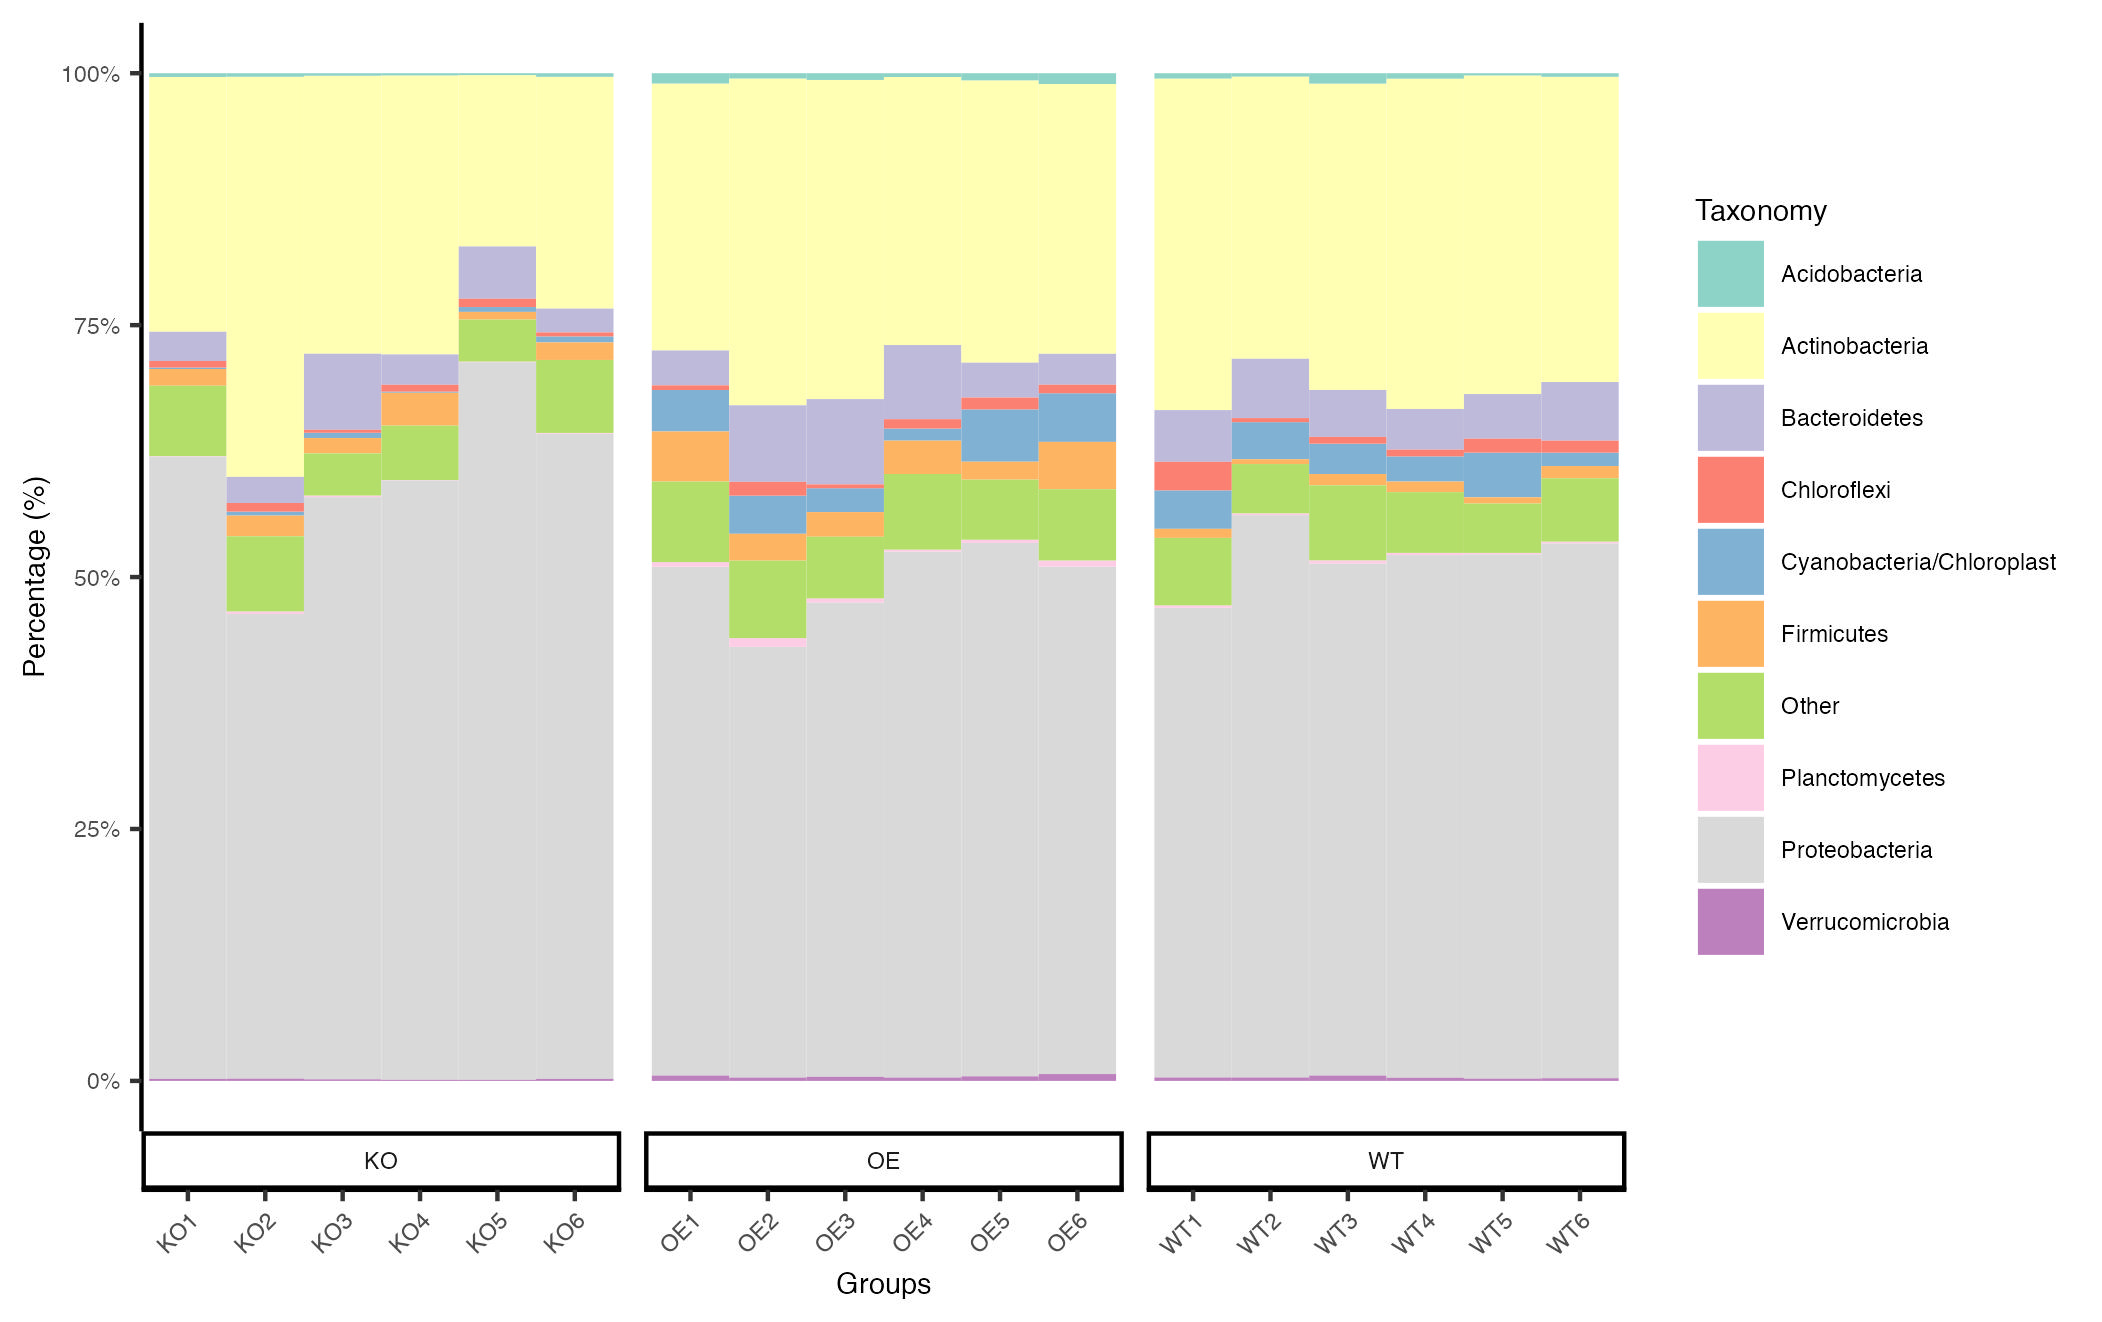 Percentage (%)
100%
75%
50%
25%
0%
KO
OE
WT
KO1
KO2
KO3
KO4
KO5
KO6
OE1
OE2
OE3
OE4
OE5
OE6
WT1
WT2
WT3
WT4
WT5
WT6
Groups
Taxonomy
Acidobacteria
Actinobacteria
Bacteroidetes
Chloroflexi
Cyanobacteria/Chloroplast
Firmicutes
Other
Planctomycetes
Proteobacteria
Verrucomicrobia